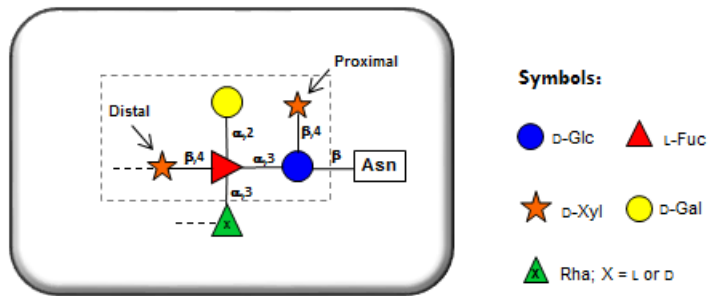 Proximal
Distal
α,2
β,4
β,4
α,3
β
Asn
α,3
X
Symbols:
D-Glc
L-Fuc
D-Xyl
D-Gal
X
Rha; X = L or D